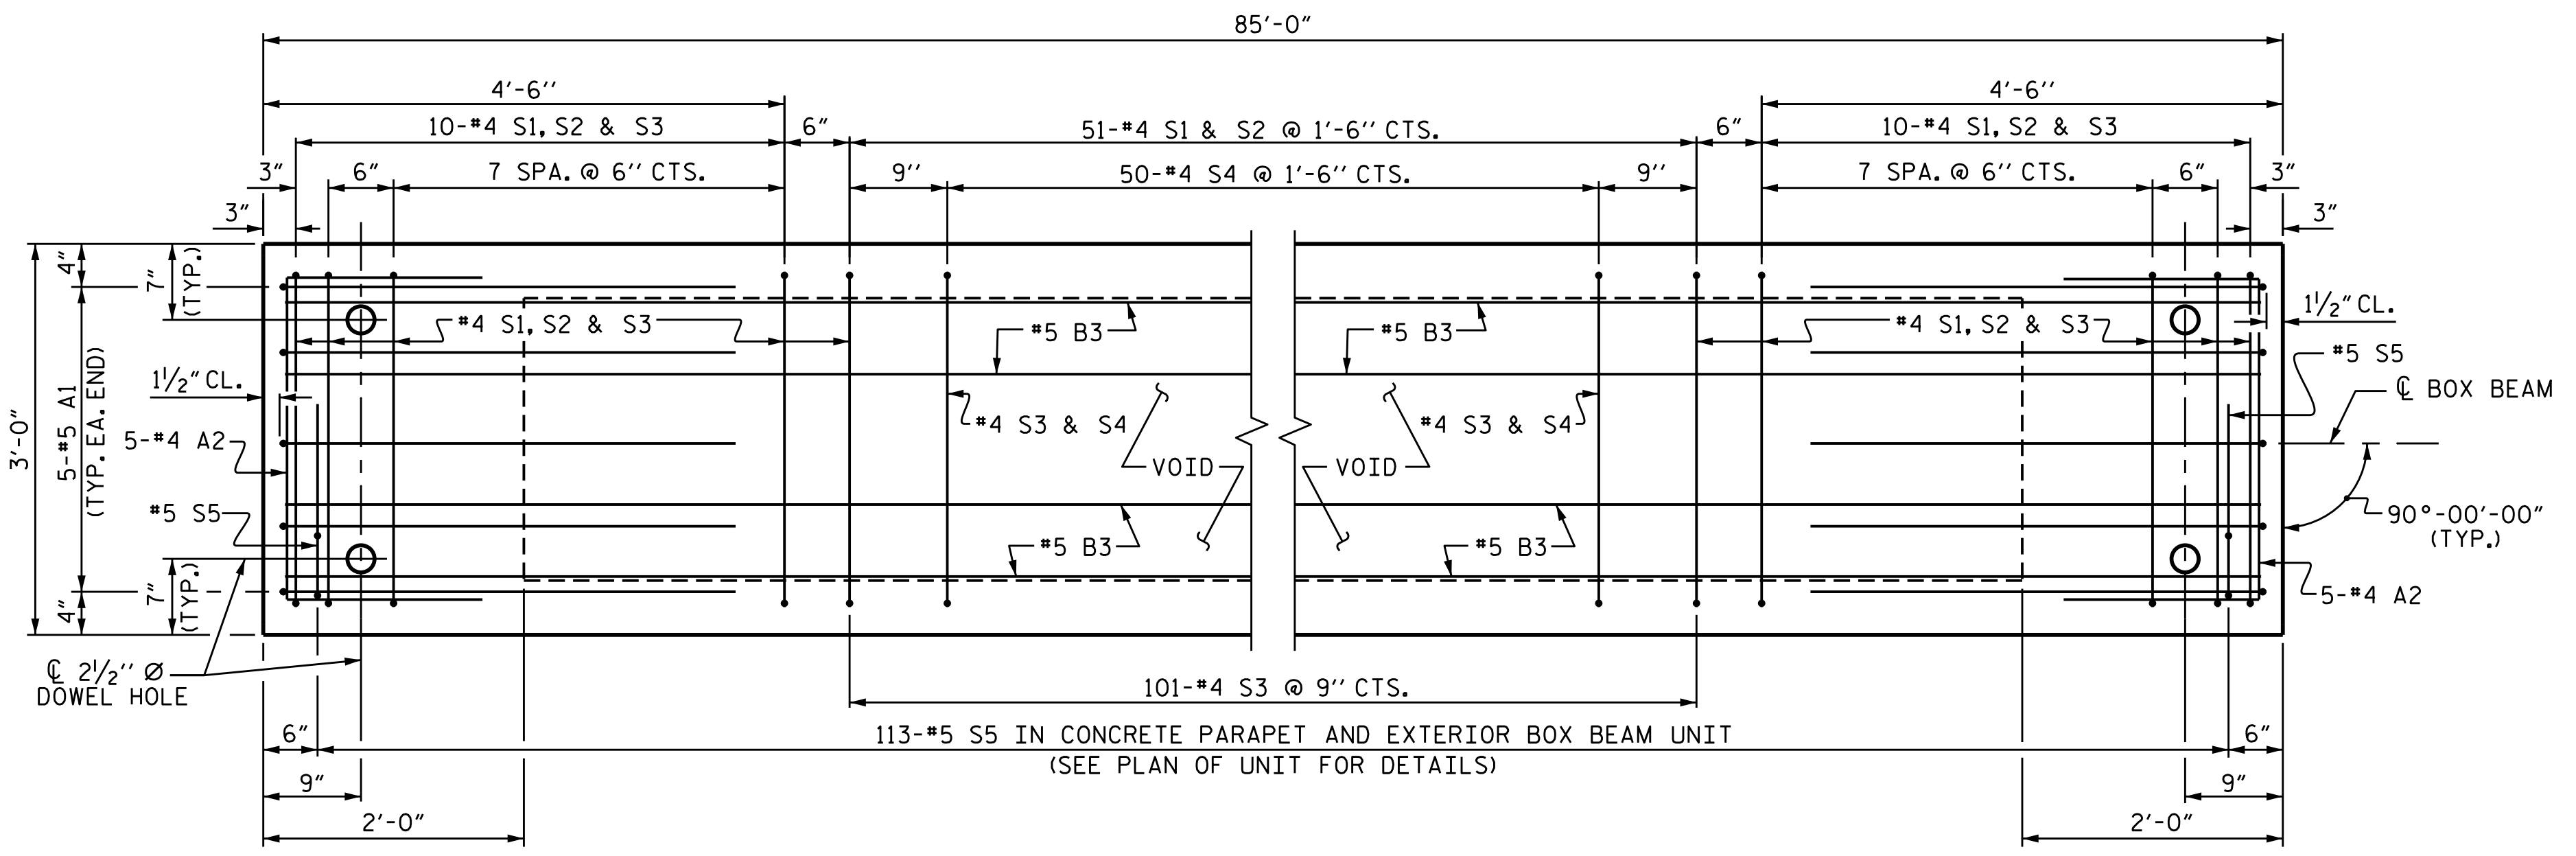 85'-0"
4'-6''
4'-6''
10-#4 S1, S2 & S3
6"
51-#4 S1 & S2 @ 1'-6'' CTS.
6"
10-#4 S1, S2 & S3
3"
6"
7 SPA. @ 6'' CTS.
9''
50-#4 S4 @ 1'-6'' CTS.
9''
7 SPA. @ 6'' CTS.
6"
3"
3"
3"
4"
7"
(TYP.)
#4 S1, S2 & S3
#5 B3
#5 B3
#4 S1, S2 & S3
1½" CL.
#5 S5
1½" CL.
℄ BOX BEAM
3'-0"
5-#5 A1
(TYP. EA. END)
5-#4 A2
#4 S3 & S4
#4 S3 & S4
VOID
VOID
#5 S5
90°-00'-00"
(TYP.)
#5 B3
#5 B3
4"
7"
(TYP.)
5-#4 A2
℄ 2½'' Ø
DOWEL HOLE
101-#4 S3 @ 9'' CTS.
6"
113-#5 S5 IN CONCRETE PARAPET AND EXTERIOR BOX BEAM UNIT
6"
(SEE PLAN OF UNIT FOR DETAILS)
9"
9"
2'-0"
2'-0"